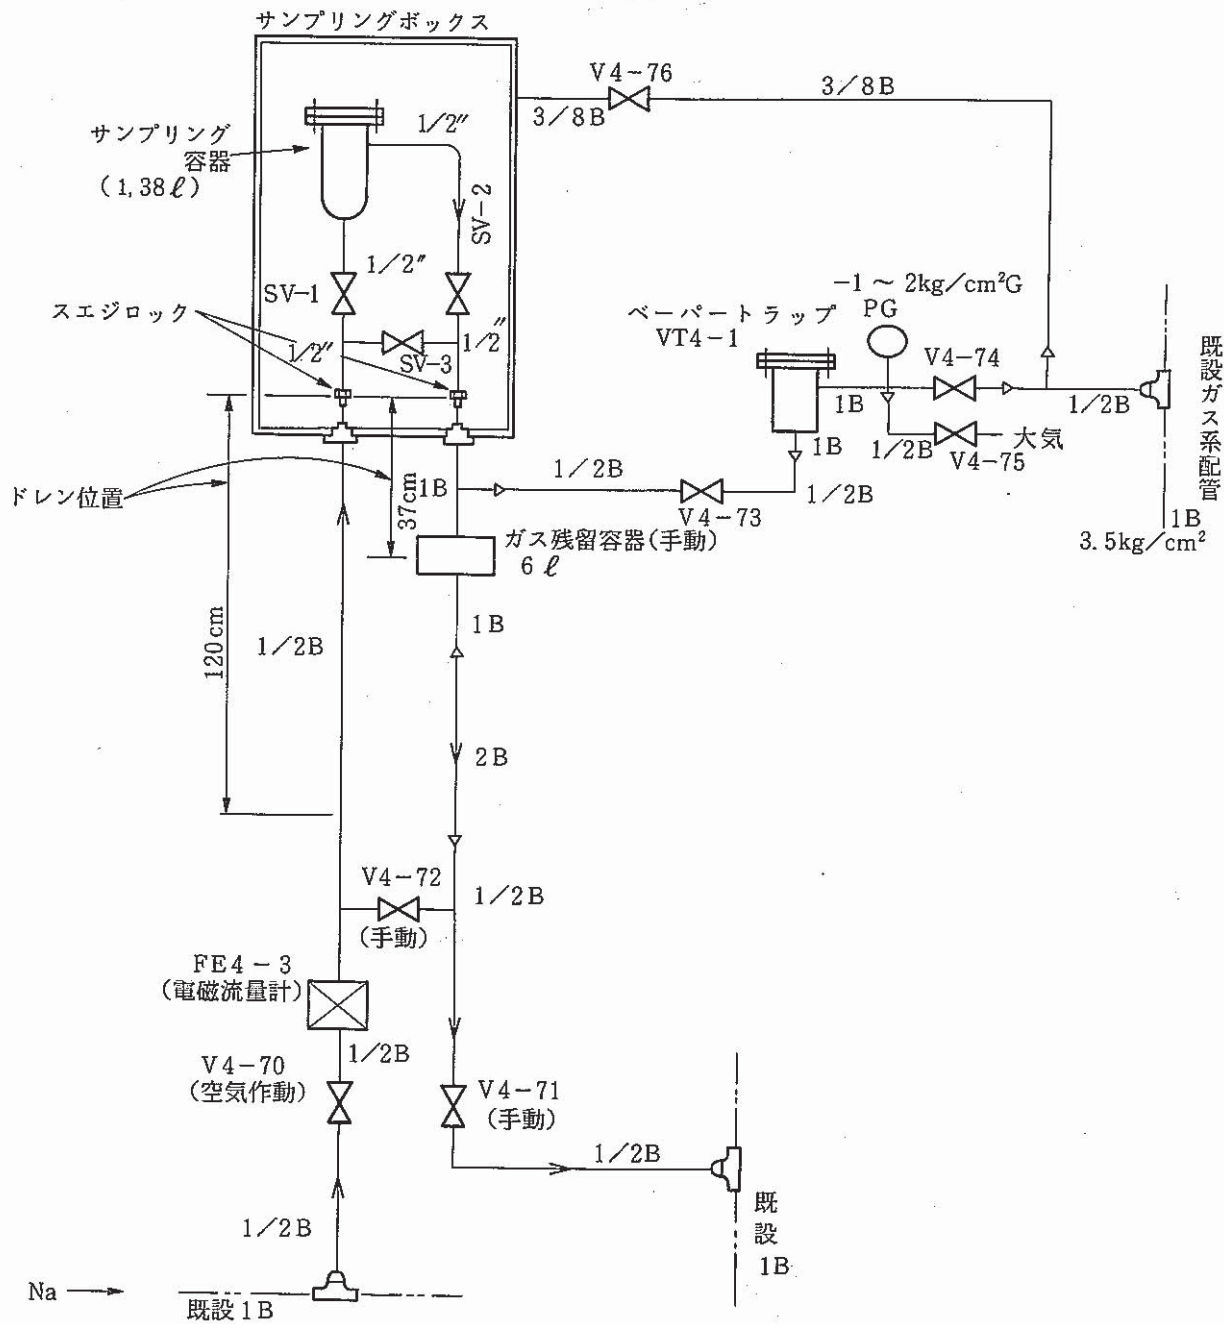 サンプリングボックス
V4-76
3/8B
3/8B
サンプリング
容器
(1,38ℓ)
1/2"
SV-2
1/2"
SV-1
スエジロック
1/2"
1/2"
SV-3
-1～2kg/cm²G
PG
ベーパートラップ
VT4-1
V4-74
1B
1/2B
1/2B
V4-75
大気
既設ガス系配管
1B
3.5kg/cm²
1B
1/2B
1/2B
V4-73
ドレン位置
37cm
1B
ガス残留容器(手動)
6ℓ
120cm
1/2B
1B
2B
V4-72
(手動)
1/2B
FE4-3
(電磁流量計)
1/2B
V4-70
(空気作動)
V4-71
(手動)
1/2B
既設
1B
1/2B
Na
既設1B